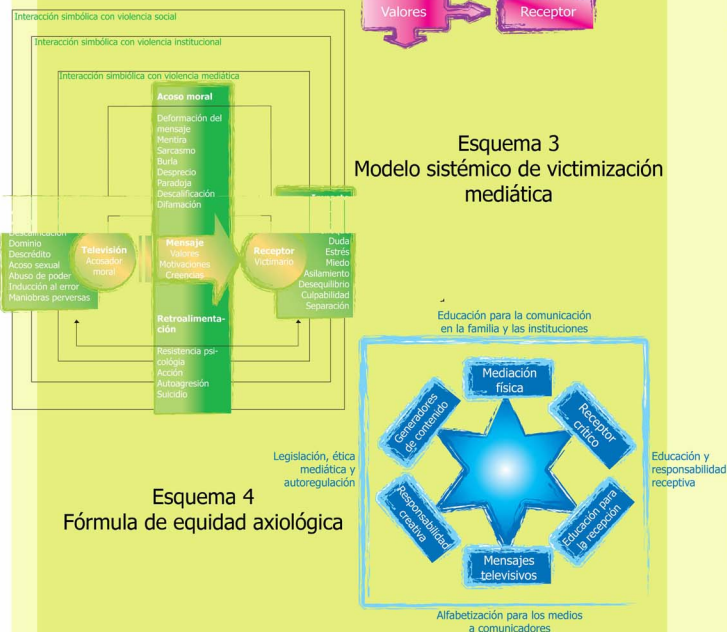 Valores
Receptor
Interacción simbólica con violencia social
Interacción simbólica con violencia institucional
Interacción simbiólica con violencia mediática
Acoso moral
Deformación del
mensaje
Mentira
Sarcasmo
Burla
Desprecio
Paradoja
Descalificación
Difamación
Esquema 3
Modelo sistémico de victimización
mediática
Descalificación
Dominio
Descrédito
Acoso sexual
Abuso de poder
Inducción al error
Maniobras perversas
Televisión
Acosador
moral
Mensaje
Valores
Motivaciones
Creencias
Receptor
Victimario
Duda
Estrés
Miedo
Asilamiento
Desequilibrio
Culpabilidad
Separación
Retroalimenta-
ción
Resistencia psi-
cológia
Acción
Autoagresión
Suicidio
Educación para la comunicación
en la familia y las instituciones
Mediación
física
Generadores
de contenido
Receptor
crítico
Legislación, ética
mediática y
autoregulación
Educación y
responsabilidad
receptiva
Esquema 4
Fórmula de equidad axiológica
Responsabilidad
creativa
Educación para
la recepción
Mensajes
televisivos
Alfabetización para los medios
a comunicadores